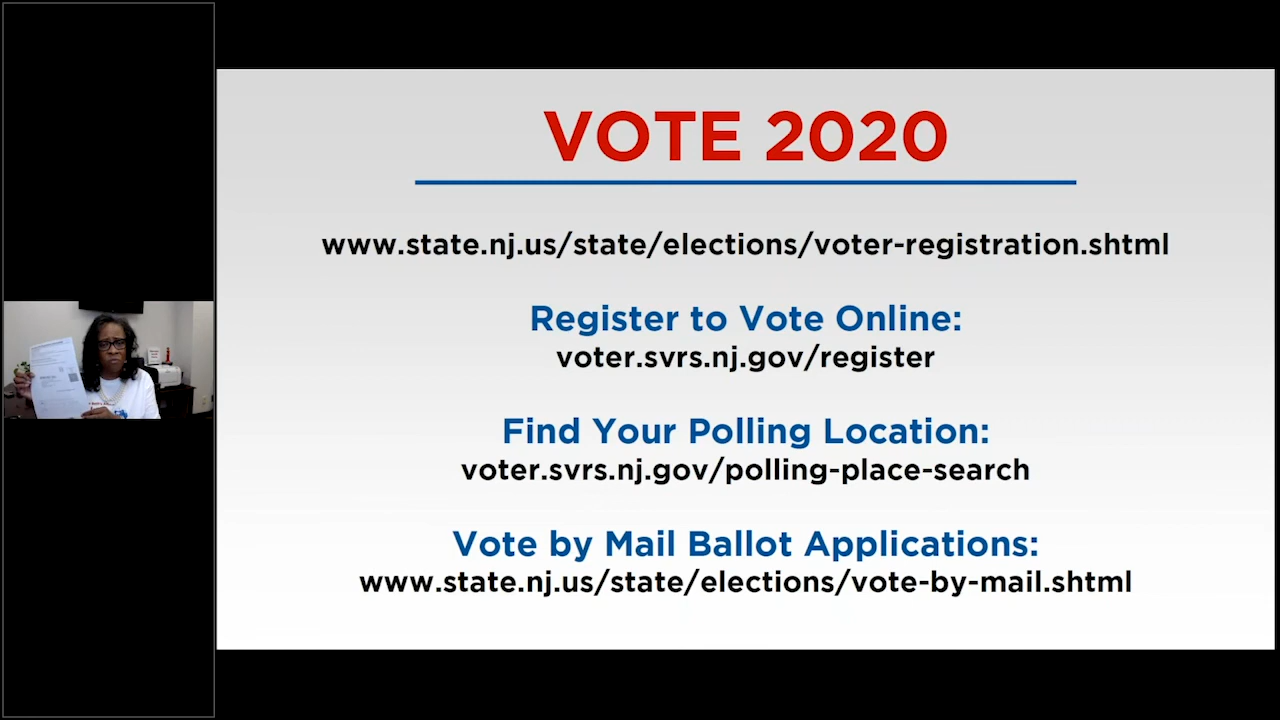 VOTE 2020
www.state.nj.us/state/elections/voter-registration.shtml
Register to Vote Online:
voter.svrs.nj.gov/register
Find Your Polling Location:
voter.svrs.nj.gov/polling-place-search
Vote by Mail Ballot Applications:
www.state.nj.us/state/elections/vote-by-mail.shtml